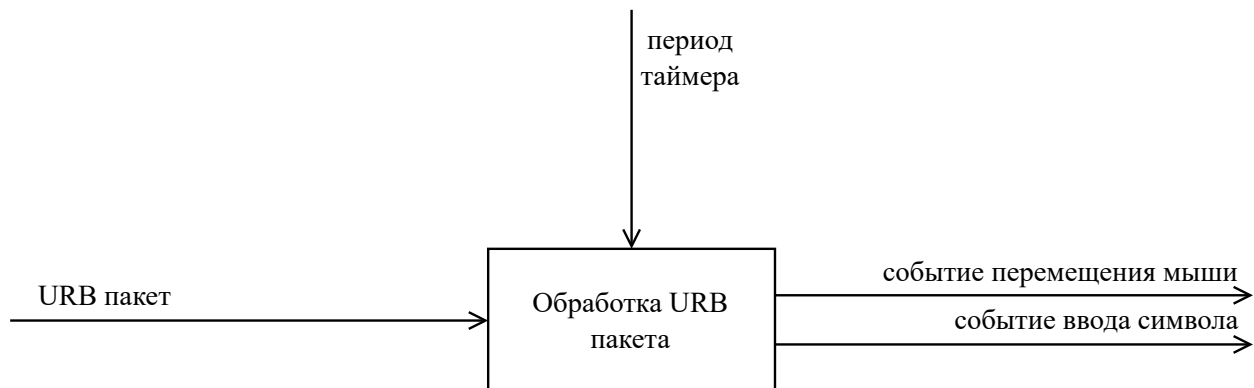 период
таймера
событие перемещения мыши
URB пакет
Обработка URB
пакета
событие ввода символа